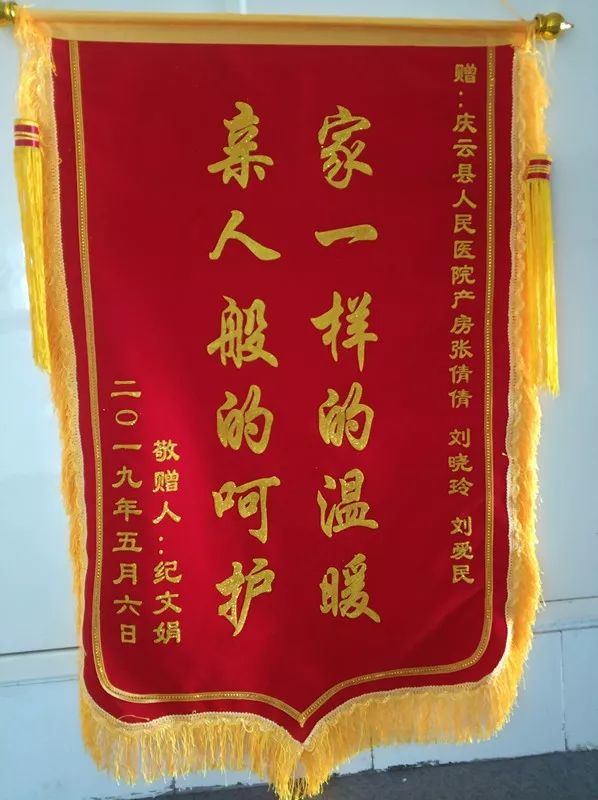 赠：庆云县人民医院产房张倩倩 刘晓玲 刘爱民
家一样的温暖
亲人般的呵护
敬赠人：纪文娟
二〇一九年五月六日